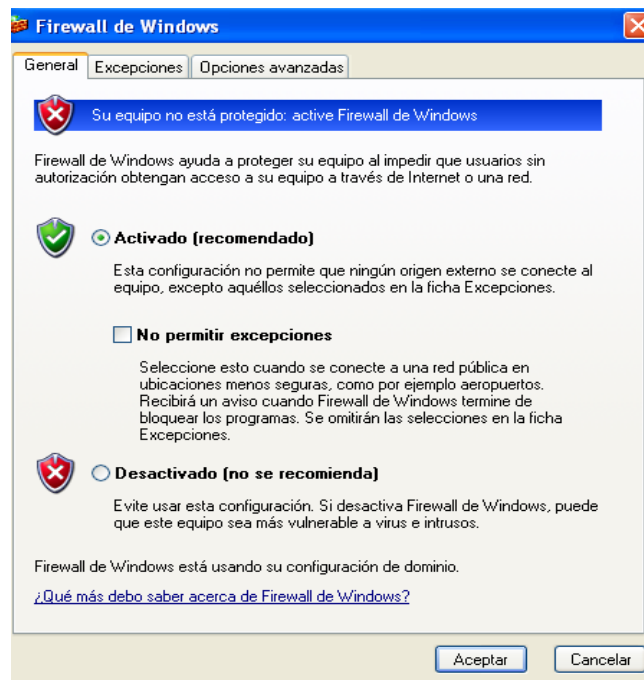 Firewall de Windows
General Excepciones Opciones avanzadas
Su equipo no está protegido: active Firewall de Windows
Firewall de Windows ayuda a proteger su equipo al impedir que usuarios sin
autorización obtengan acceso a su equipo a través de Internet o una red.
Activado (recomendado)
Esta configuración no permite que ningún origen externo se conecte al
equipo, excepto aquéllos seleccionados en la ficha Excepciones.
No permitir excepciones
Seleccione esto cuando se conecte a una red pública en
ubicaciones menos seguras, como por ejemplo aeropuertos.
Recibirá un aviso cuando Firewall de Windows termine de
bloquear los programas. Se omitirán las selecciones en la ficha
Excepciones.
Desactivado (no se recomienda)
Evite usar esta configuración. Si desactiva Firewall de Windows, puede
que este equipo sea más vulnerable a virus e intrusos.
Firewall de Windows está usando su configuración de dominio.
¿Qué más debo saber acerca de Firewall de Windows?
Aceptar Cancelar